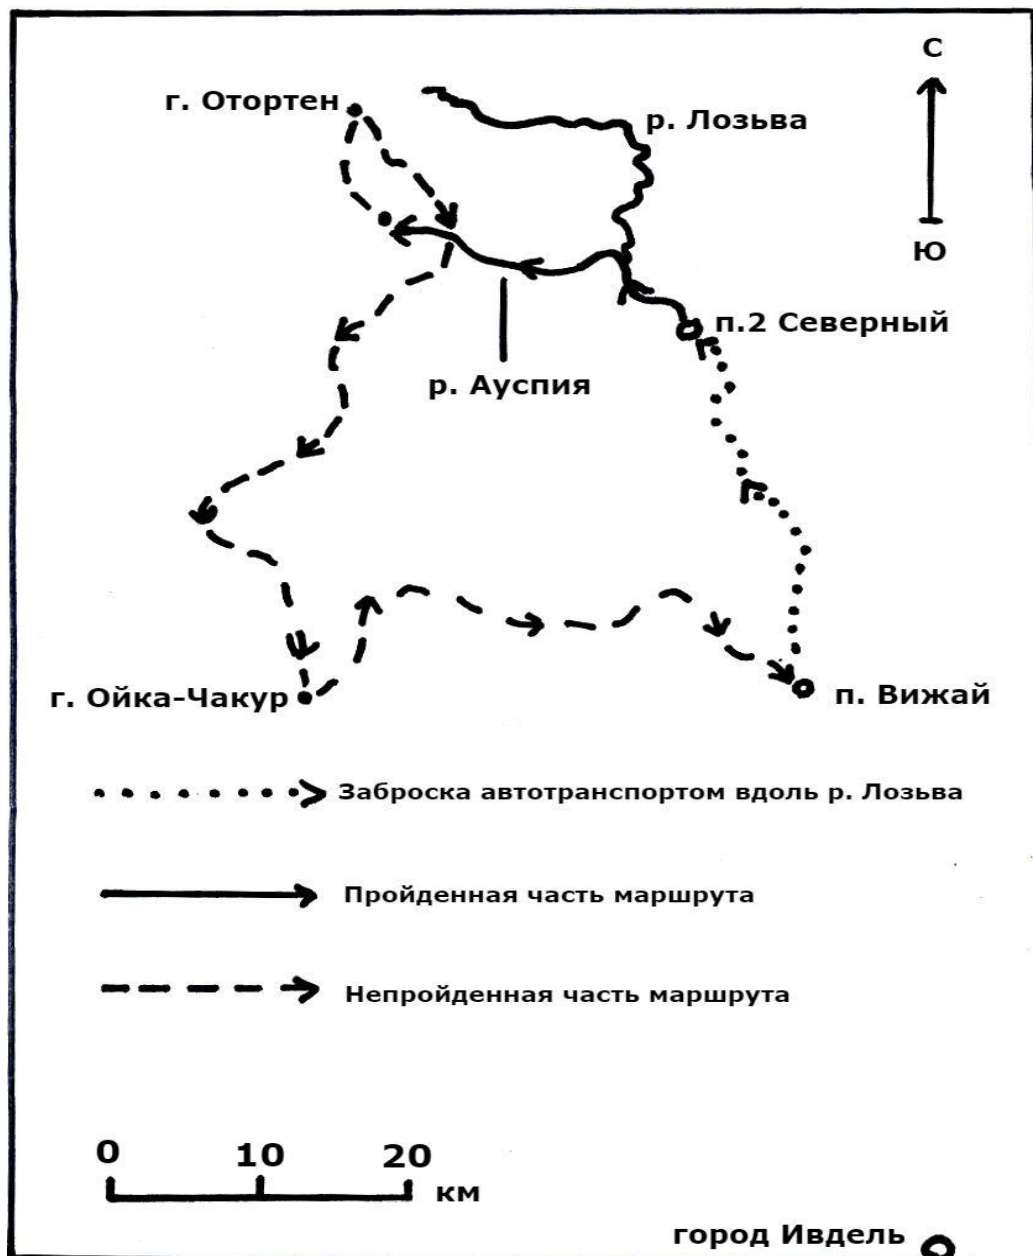 С
г. Отортен
р. Лозьва
Ю
п.2 Северный
р. Ауспия
г. Ойка-Чакур
п. Вижай
Заброска автотранспортом вдоль р. Лозьва
Пройденная часть маршрута
Непройденная часть маршрута
0 10 20
км
город Ивдель